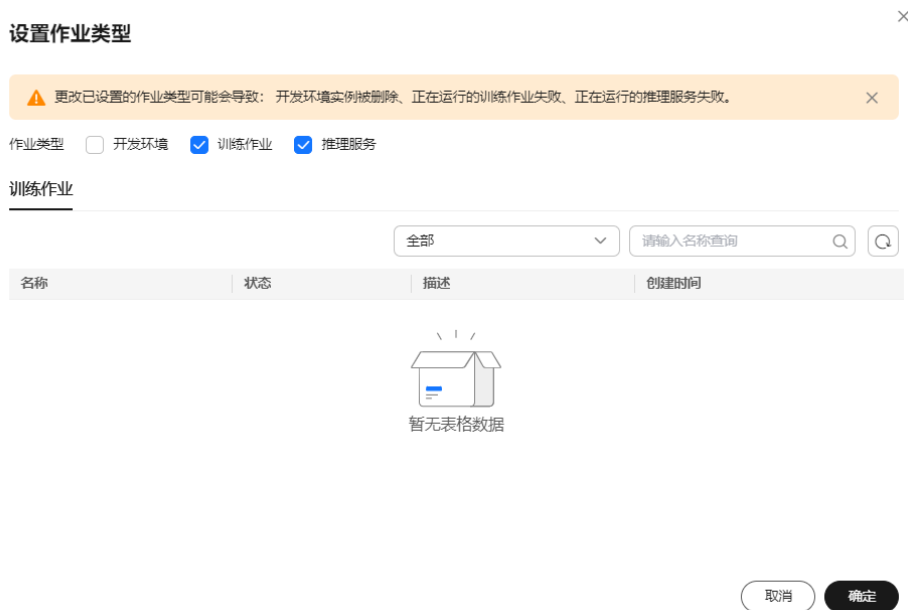 设置作业类型
更改已设置的作业类型可能会导致： 开发环境实例被删除、正在运行的训练作业失败、正在运行的推理服务失败。
作业类型 开发环境 训练作业 推理服务
训练作业
全部 请输入名称查询
名称 状态 描述 创建时间
暂无表格数据
取消 确定